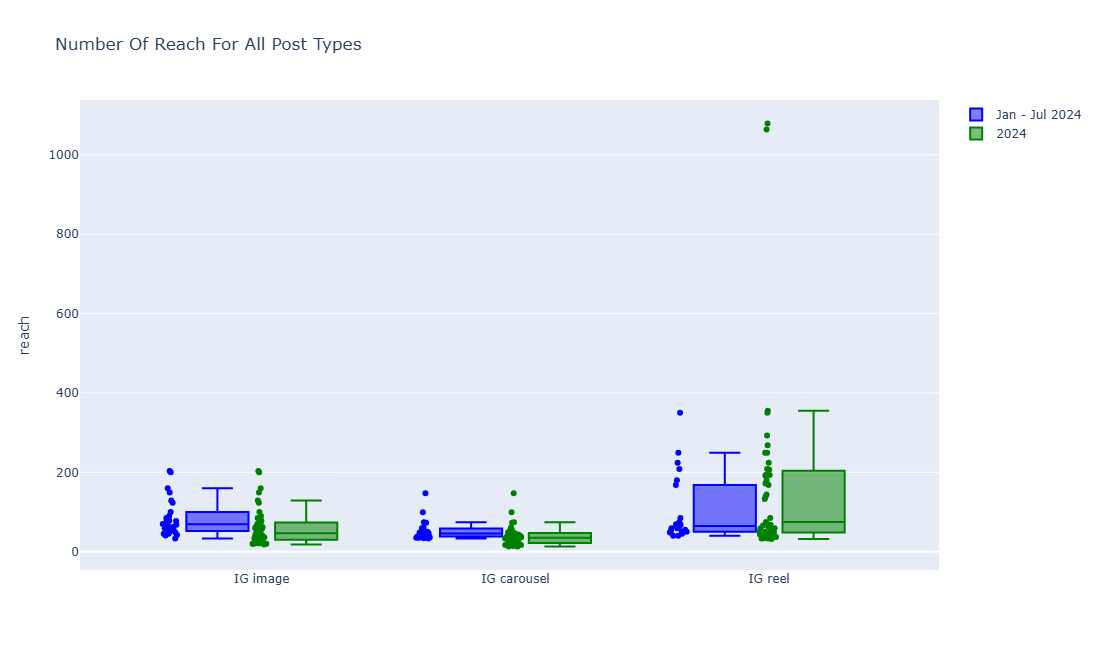 Number Of Reach For All Post Types
Jan - Jul 2024
2024
1000
800
600
400
200
0
reach
IG image
IG carousel
IG reel